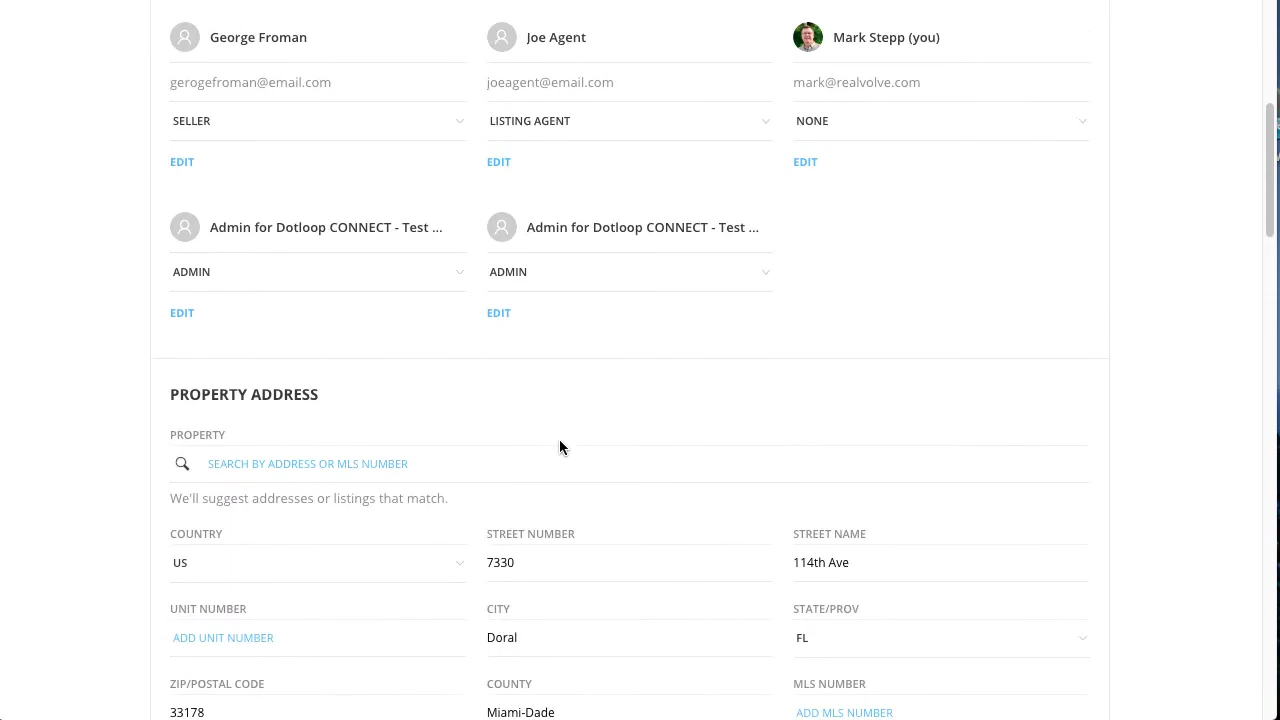 George Froman Joe Agent Mark Stepp (you)
gerogefroman@email.com joeagent@email.com mark@realvolve.com
SELLER LISTING AGENT NONE
EDIT EDIT EDIT
Admin for Dotloop CONNECT - Test ... Admin for Dotloop CONNECT - Test ...
ADMIN ADMIN
EDIT EDIT
PROPERTY ADDRESS
PROPERTY
SEARCH BY ADDRESS OR MLS NUMBER
We'll suggest addresses or listings that match.
COUNTRY STREET NUMBER STREET NAME
US 7330 114th Ave
UNIT NUMBER CITY STATE/PROV
ADD UNIT NUMBER Doral FL
ZIP/POSTAL CODE COUNTY MLS NUMBER
33178 Miami-Dade ADD MLS NUMBER